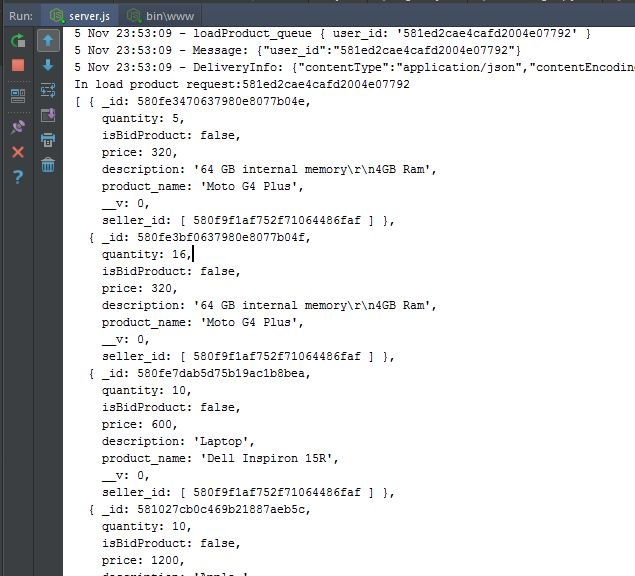 Run: server.js bin\www
5 Nov 23:53:09 - loadProduct_queue { user_id: '581ed2cae4cafd2004e07792' }
5 Nov 23:53:09 - Message: {"user_id":"581ed2cae4cafd2004e07792"}
5 Nov 23:53:09 - DeliveryInfo: {"contentType":"application/json","contentEncodin
In load product request:581ed2cae4cafd2004e07792
[ { _id: 580fe3470637980e8077b04e,
quantity: 5,
isBidProduct: false,
price: 320,
description: '64 GB internal memory\r\n4GB Ram',
product_name: 'Moto G4 Plus',
__v: 0,
seller_id: [ 580f9f1af752f71064486faf ] },
{ _id: 580fe3bf0637980e8077b04f,
quantity: 16,
isBidProduct: false,
price: 320,
description: '64 GB internal memory\r\n4GB Ram',
product_name: 'Moto G4 Plus',
__v: 0,
seller_id: [ 580f9f1af752f71064486faf ] },
{ _id: 580fe7dab5d75b19ac1b8bea,
quantity: 10,
isBidProduct: false,
price: 600,
description: 'Laptop',
product_name: 'Dell Inspiron 15R',
__v: 0,
seller_id: [ 580f9f1af752f71064486faf ] },
{ _id: 581027cb0c469b21887aeb5c,
quantity: 10,
isBidProduct: false,
price: 1200,
description: 'Apple '